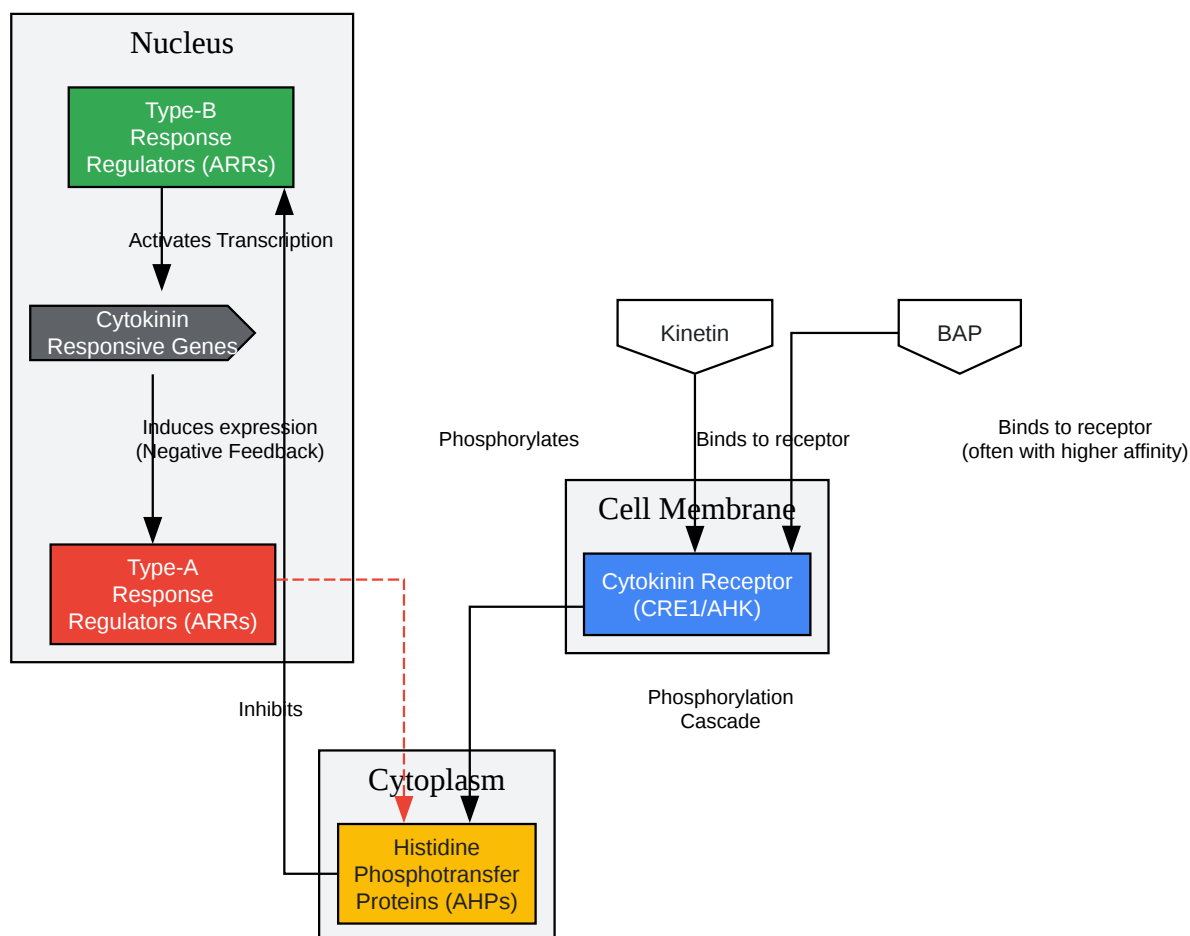 Nucleus
Type-B
Response
Regulators (ARRs)
Activates Transcription
Cytokinin
Responsive Genes
Kinetin
BAP
Induces expression
(Negative Feedback)
Phosphorylates
Binds to receptor
Binds to receptor
(often with higher affinity)
Cell Membrane
Cytokinin Receptor
(CRE1/AHK)
Type-A
Response
Regulators (ARRs)
Inhibits
Phosphorylation
Cascade
Cytoplasm
Histidine
Phosphotransfer
Proteins (AHPs)